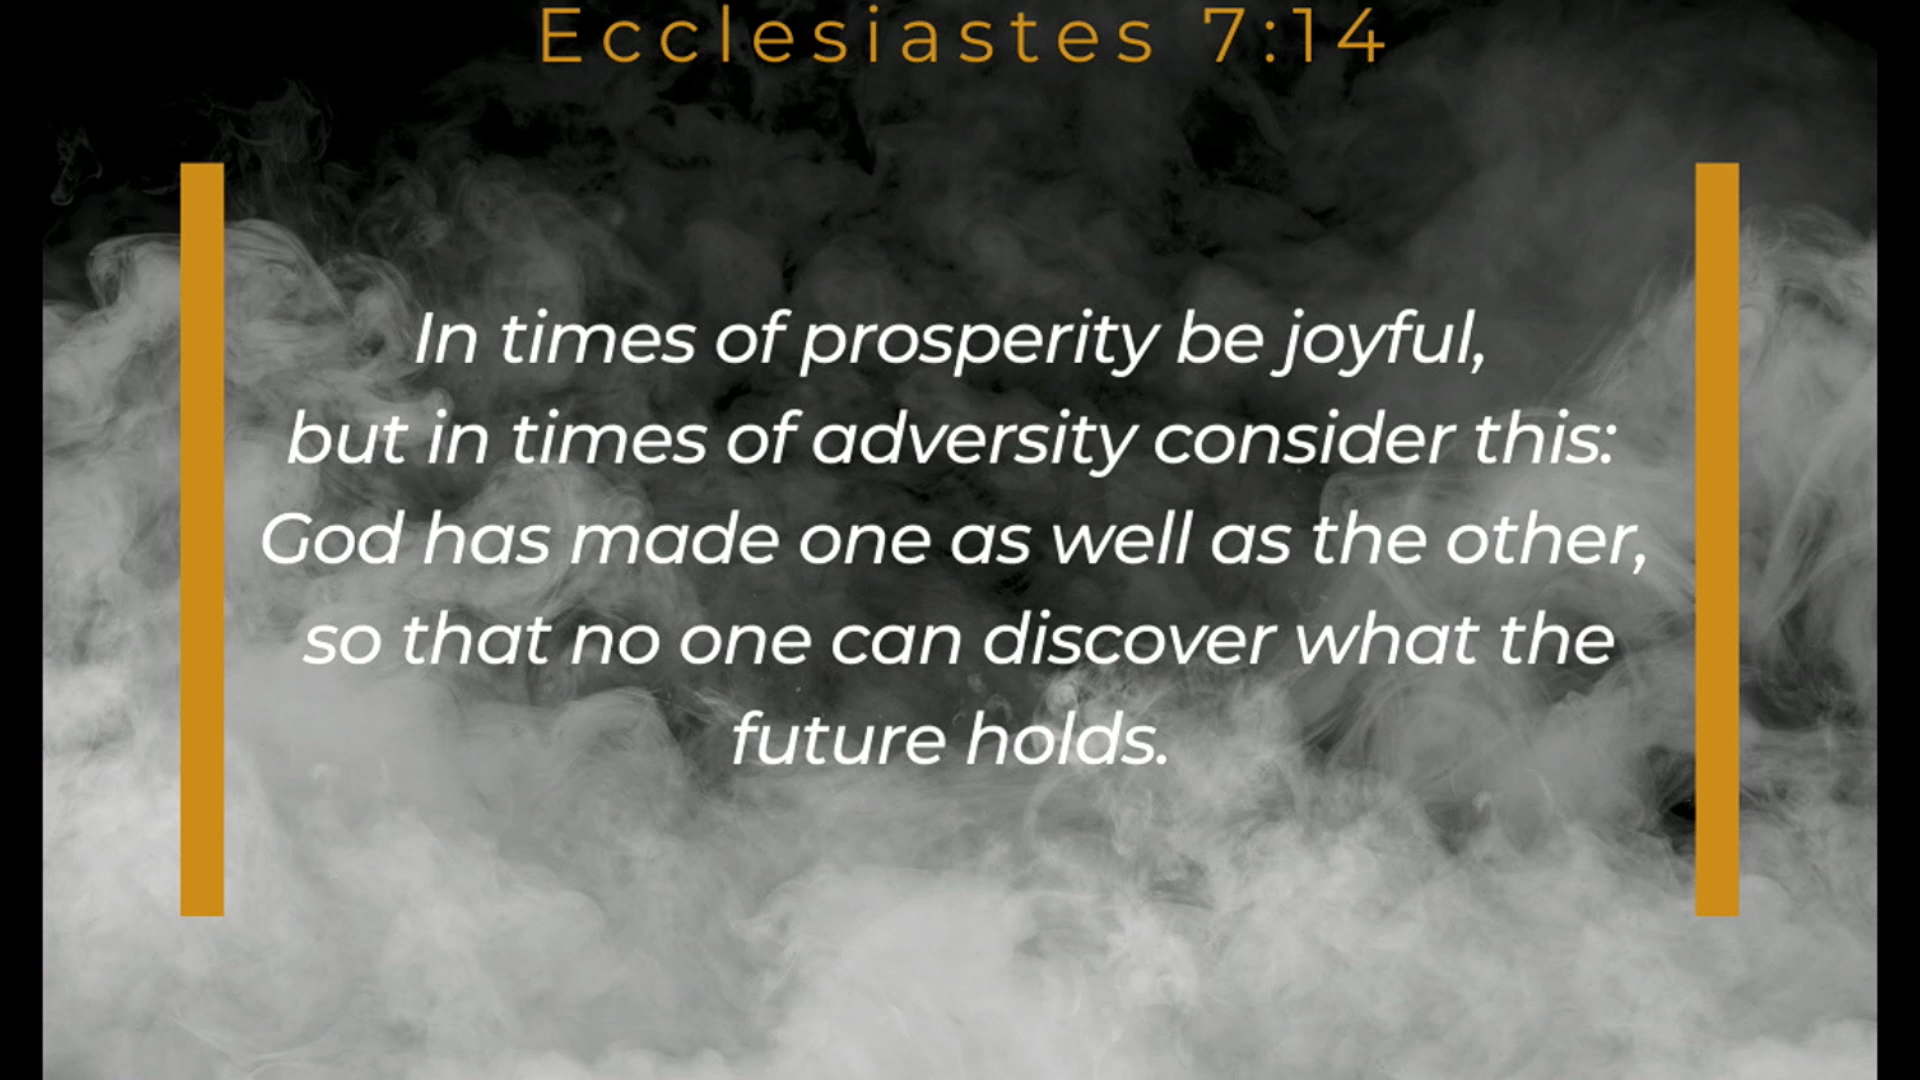 Ecclesiastes 7:14
In times of prosperity be joyful,
but in times of adversity consider this:
God has made one as well as the other,
so that no one can discover what the
future holds.